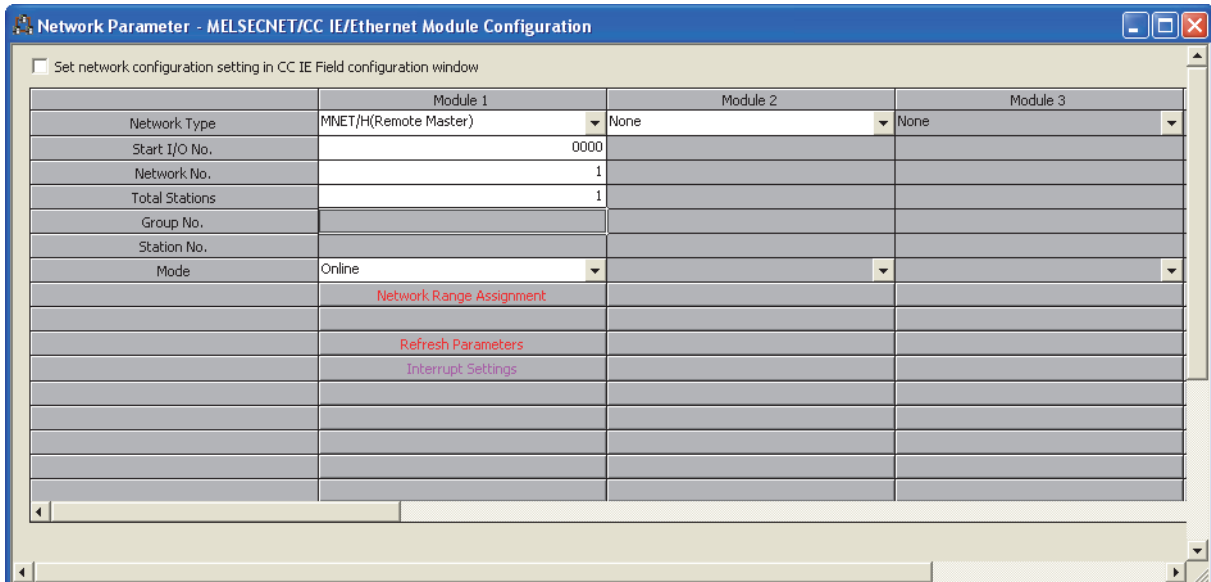 Network Parameter - MELSECNET/CC IE/Ethernet Module Configuration
Set network configuration setting in CC IE Field configuration window
Module 1 Module 2 Module 3
Network Type MNET/H(Remote Master) None None
Start I/O No. 0000
Network No. 1
Total Stations 1
Group No.
Station No.
Mode Online
Network Range Assignment
Refresh Parameters
Interrupt Settings